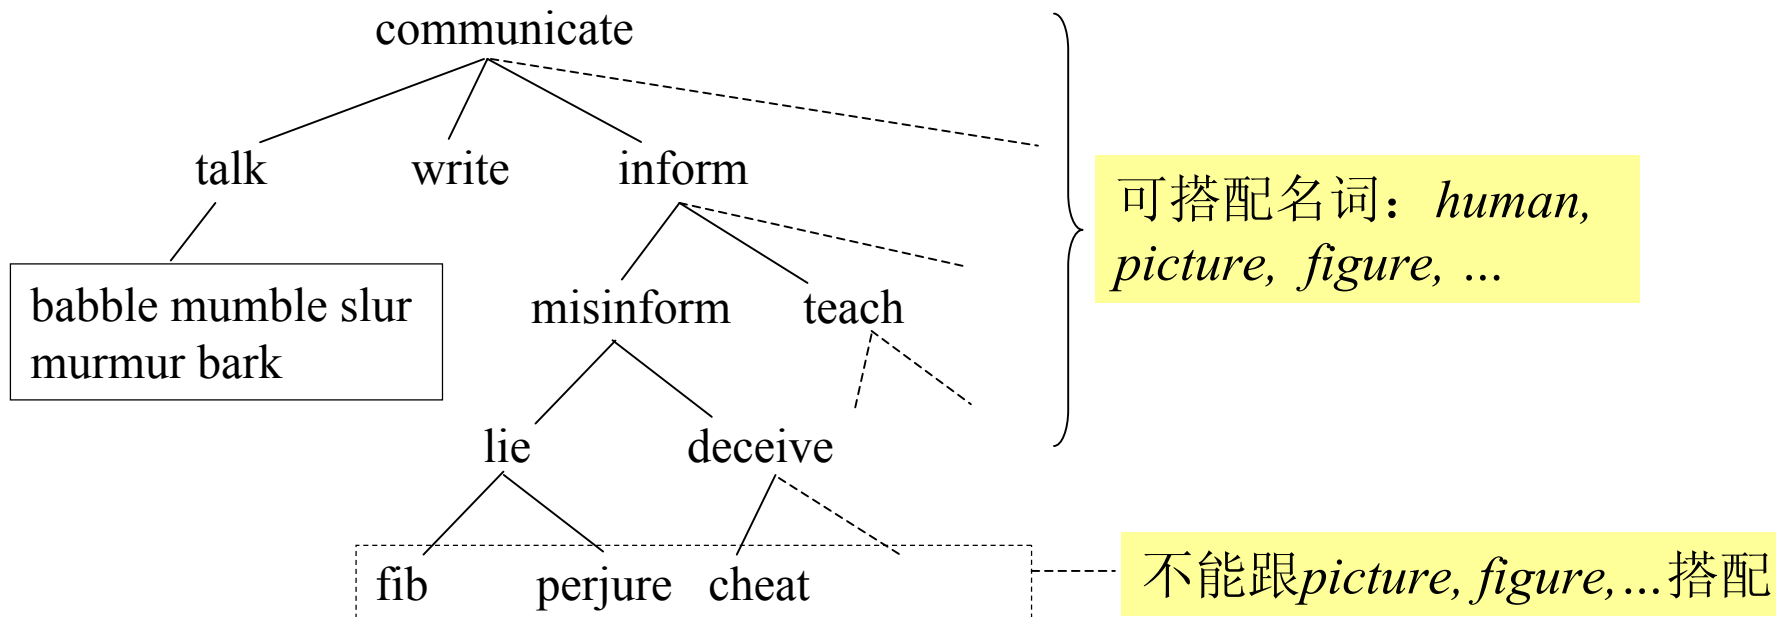 communicate
talk write inform
可搭配名词：human,
picture, figure, …
babble mumble slur
murmur bark
misinform teach
lie deceive
fib perjure cheat
不能跟picture, figure,…搭配